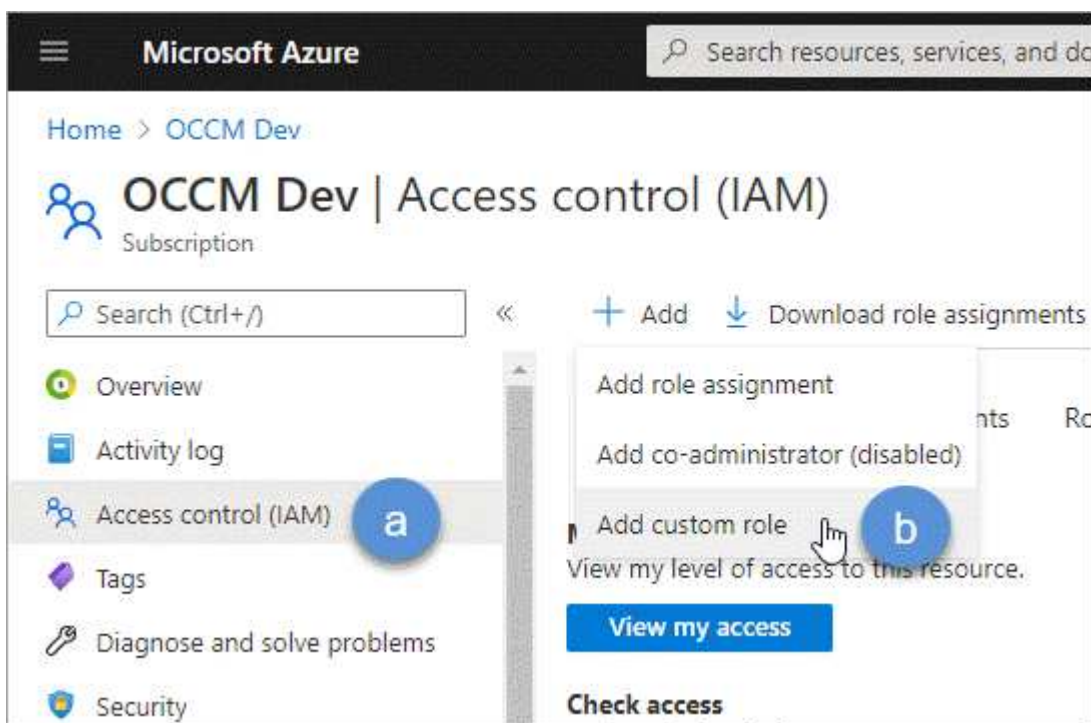 Microsoft Azure
Search resources, services, and do
Home > OCCM Dev
OCCM Dev | Access control (IAM)
Subscription
Search (Ctrl+/)
«
+ Add
Download role assignments
Overview
Add role assignment
nts
Ro
Activity log
Add co-administrator (disabled)
Access control (IAM)
a
Add custom role
b
Tags
View my level of access to this resource.
Diagnose and solve problems
View my access
Security
Check access